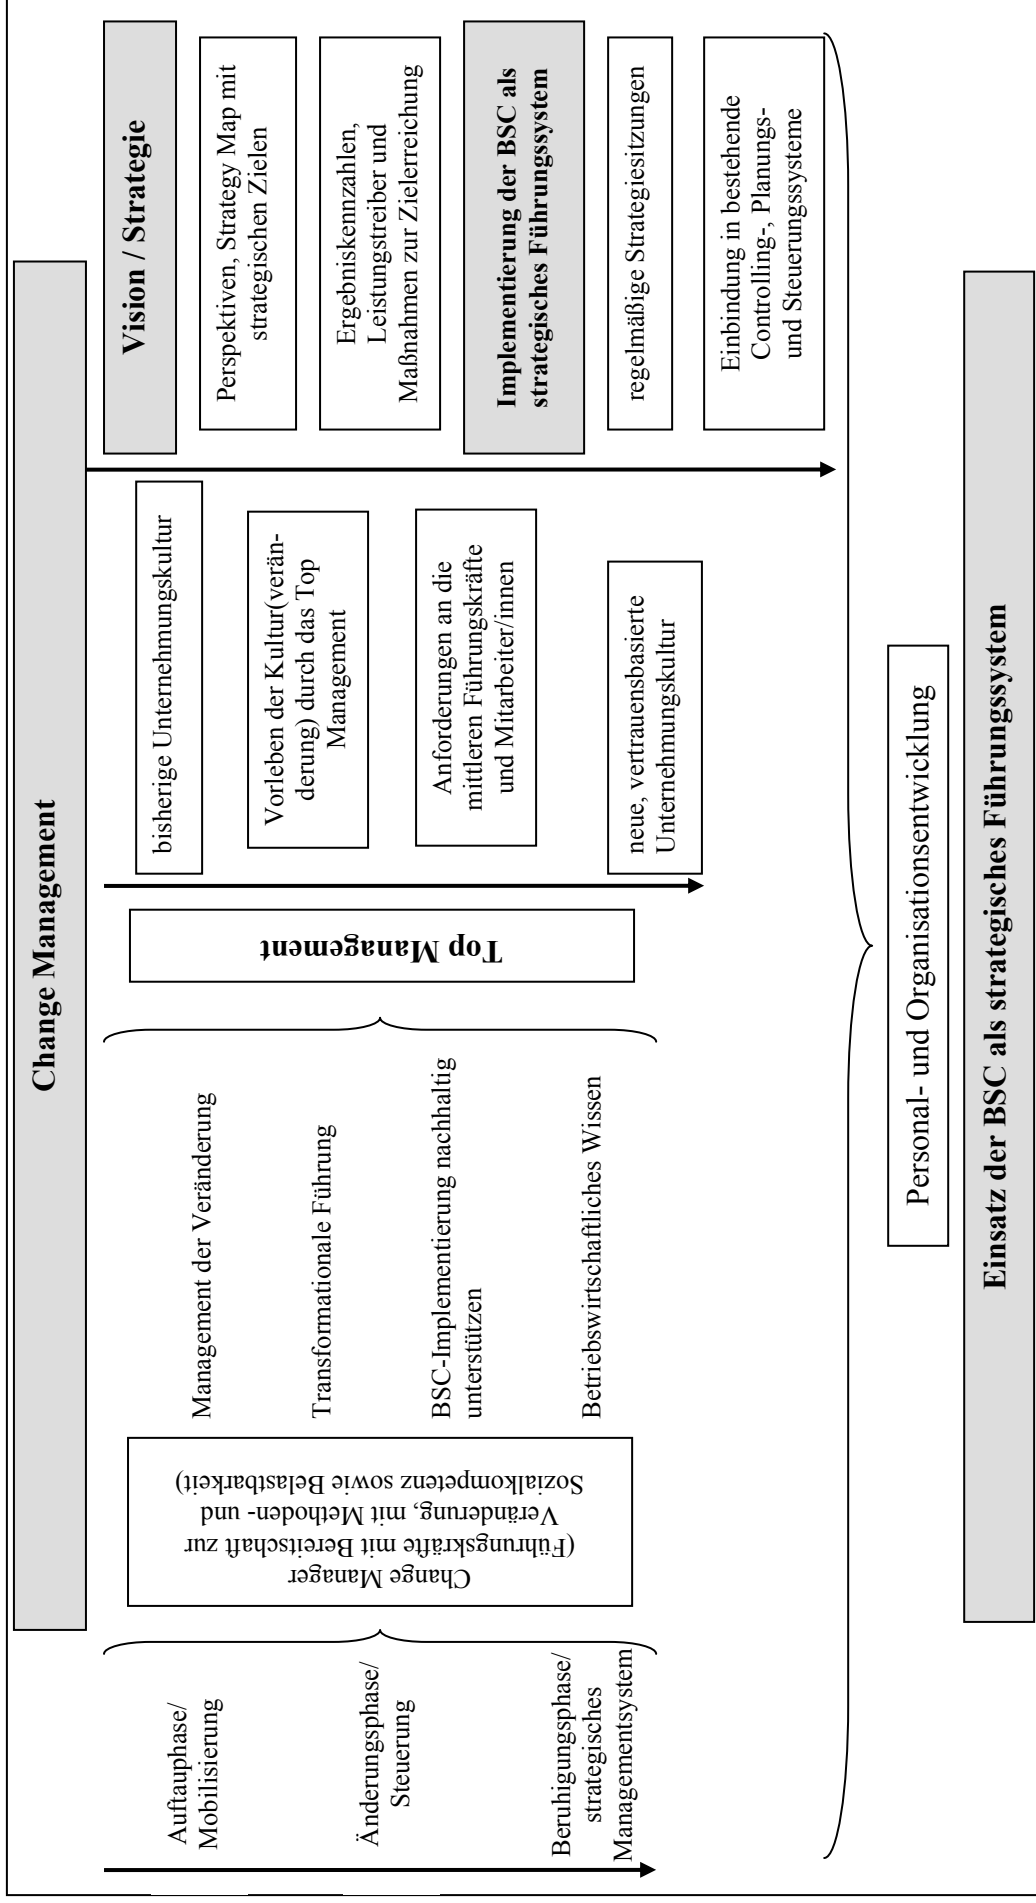 Change Management
Auftauphase/
Mobilisierung
Änderungsphase/
Steuerung
Beruhigungsphase/
strategisches
Managementsystem
Change Manager
(Führungskräfte mit Bereitschaft zur
Veränderung, mit Methoden- und
Sozialkompetenz sowie Belastbarkeit)
Management der Veränderung
Transformationale Führung
BSC-Implementierung nachhaltig
unterstützen
Betriebswirtschaftliches Wissen
Top Management
bisherige Unternehmungskultur
Vorleben der Kultur(verän-
derung) durch das Top
Management
Anforderungen an die
mittleren Führungskräfte
und Mitarbeiter/innen
neue, vertrauensbasierte
Unternehmungskultur
Vision / Strategie
Perspektiven, Strategy Map mit
strategischen Zielen
Ergebniskennzahlen,
Leistungstreiber und
Maßnahmen zur Zielerreichung
Implementierung der BSC als
strategisches Führungssystem
regelmäßige Strategiesitzungen
Einbindung in bestehende
Controlling-, Planungs-
und Steuerungssysteme
Personal- und Organisationsentwicklung
Einsatz der BSC als strategisches Führungssystem